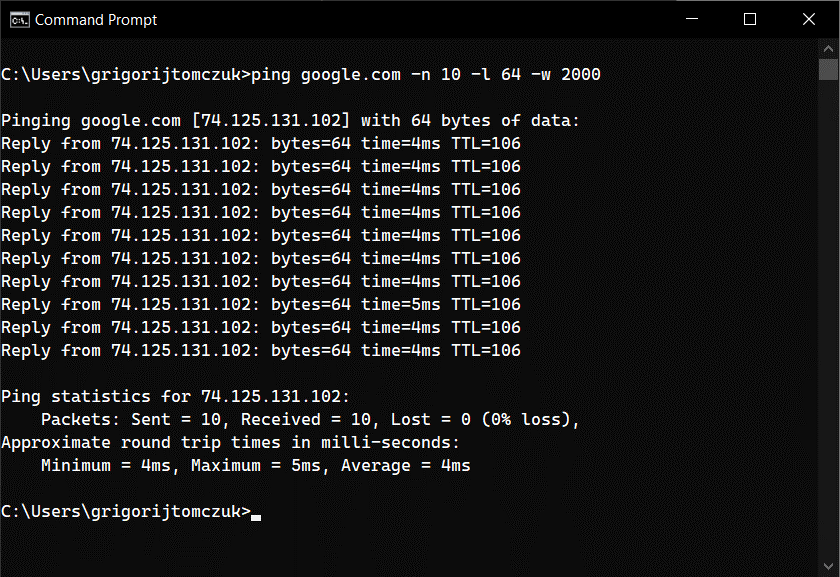 Command Prompt
C:\Users\grigorijtomczuk>ping google.com -n 10 -l 64 -w 2000
Pinging google.com [74.125.131.102] with 64 bytes of data:
Reply from 74.125.131.102: bytes=64 time=4ms TTL=106
Reply from 74.125.131.102: bytes=64 time=4ms TTL=106
Reply from 74.125.131.102: bytes=64 time=4ms TTL=106
Reply from 74.125.131.102: bytes=64 time=4ms TTL=106
Reply from 74.125.131.102: bytes=64 time=4ms TTL=106
Reply from 74.125.131.102: bytes=64 time=4ms TTL=106
Reply from 74.125.131.102: bytes=64 time=4ms TTL=106
Reply from 74.125.131.102: bytes=64 time=5ms TTL=106
Reply from 74.125.131.102: bytes=64 time=4ms TTL=106
Reply from 74.125.131.102: bytes=64 time=4ms TTL=106
Ping statistics for 74.125.131.102:
    Packets: Sent = 10, Received = 10, Lost = 0 (0% loss),
Approximate round trip times in milli-seconds:
    Minimum = 4ms, Maximum = 5ms, Average = 4ms
C:\Users\grigorijtomczuk>